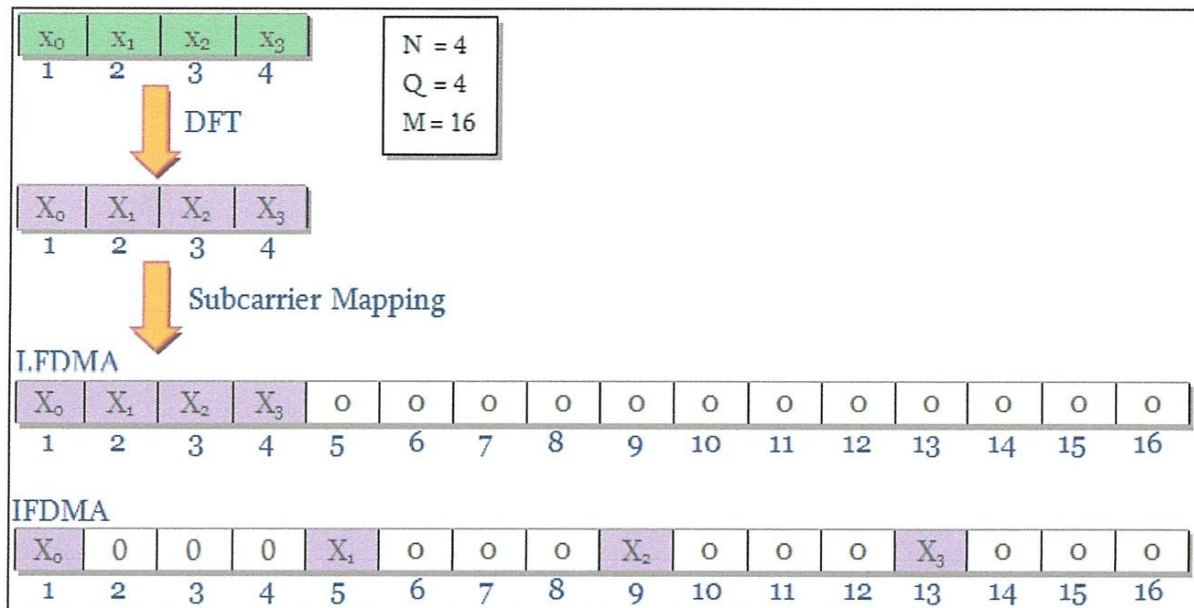 x₀ x₁ x₂ x₃
1 2 3 4
N = 4
Q = 4
M = 16
DFT
X₀ X₁ X₂ X₃
1 2 3 4
Subcarrier Mapping
LFDMA
X₀ X₁ X₂ X₃ 0 0 0 0 0 0 0 0 0 0 0 0
1 2 3 4 5 6 7 8 9 10 11 12 13 14 15 16
IFDMA
X₀ 0 0 0 X₁ 0 0 0 X₂ 0 0 0 X₃ 0 0 0
1 2 3 4 5 6 7 8 9 10 11 12 13 14 15 16